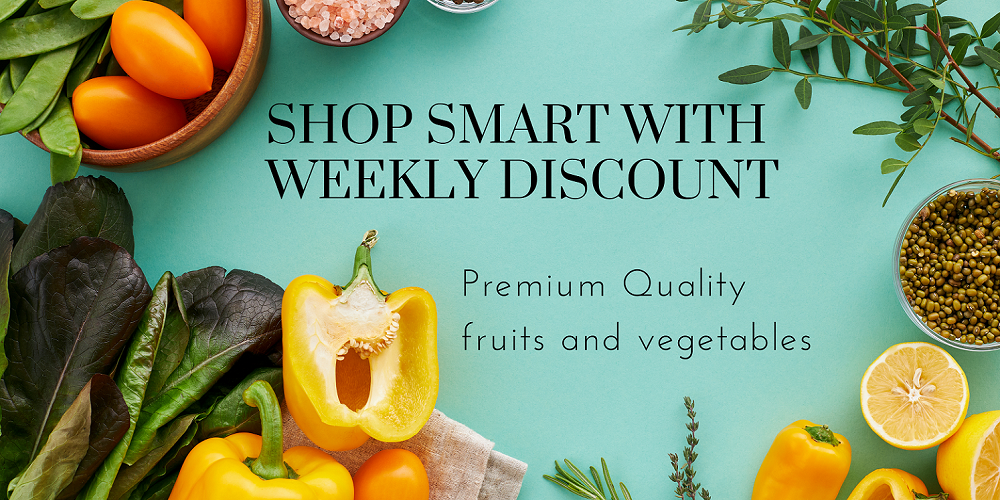 SHOP SMART WITH
WEEKLY DISCOUNT
Premium Quality
fruits and vegetables